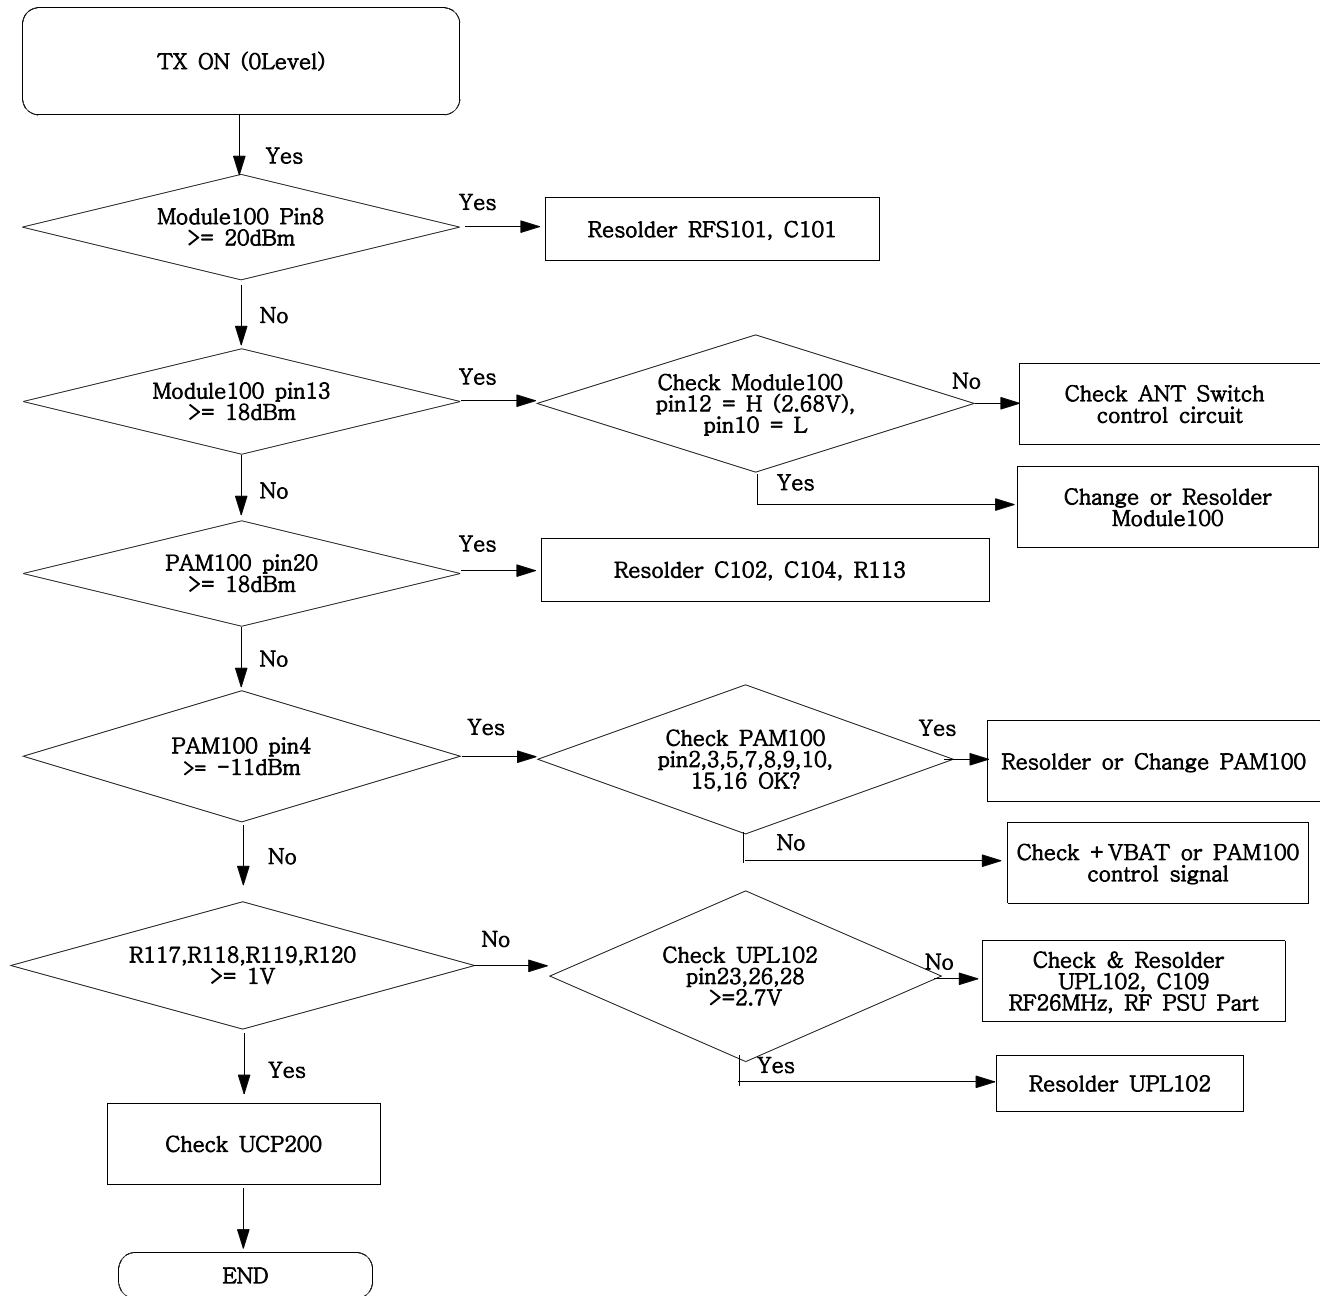 TX ON (0Level)
Yes
Module100 Pin8
>= 20dBm
Yes
Resolder RFS101, C101
No
Module100 pin13
>= 18dBm
Yes
Check Module100
pin12 = H (2.68V),
pin10 = L
No
Check ANT Switch
control circuit
Yes
Change or Resolder
Module100
No
PAM100 pin20
>= 18dBm
Yes
Resolder C102, C104, R113
No
PAM100 pin4
>= -11dBm
Yes
Check PAM100
pin2,3,5,7,8,9,10,
15,16 OK?
Yes
Resolder or Change PAM100
No
Check +VBAT or PAM100
control signal
No
R117,R118,R119,R120
>= 1V
No
Check UPL102
pin23,26,28
>=2.7V
No
Check & Resolder
UPL102, C109
RF26MHz, RF PSU Part
Yes
Resolder UPL102
Yes
Check UCP200
END